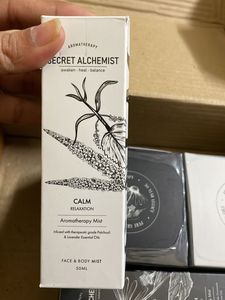 AROMATHERAPY
SECRET ALCHEMIST
awaken - heal - balance
CALM
RELAXATION
Aromatherapy Mist
Infused with therapeutic grade Patchouli
& Lavender Essential Oils
FACE & BODY MIST
50ML